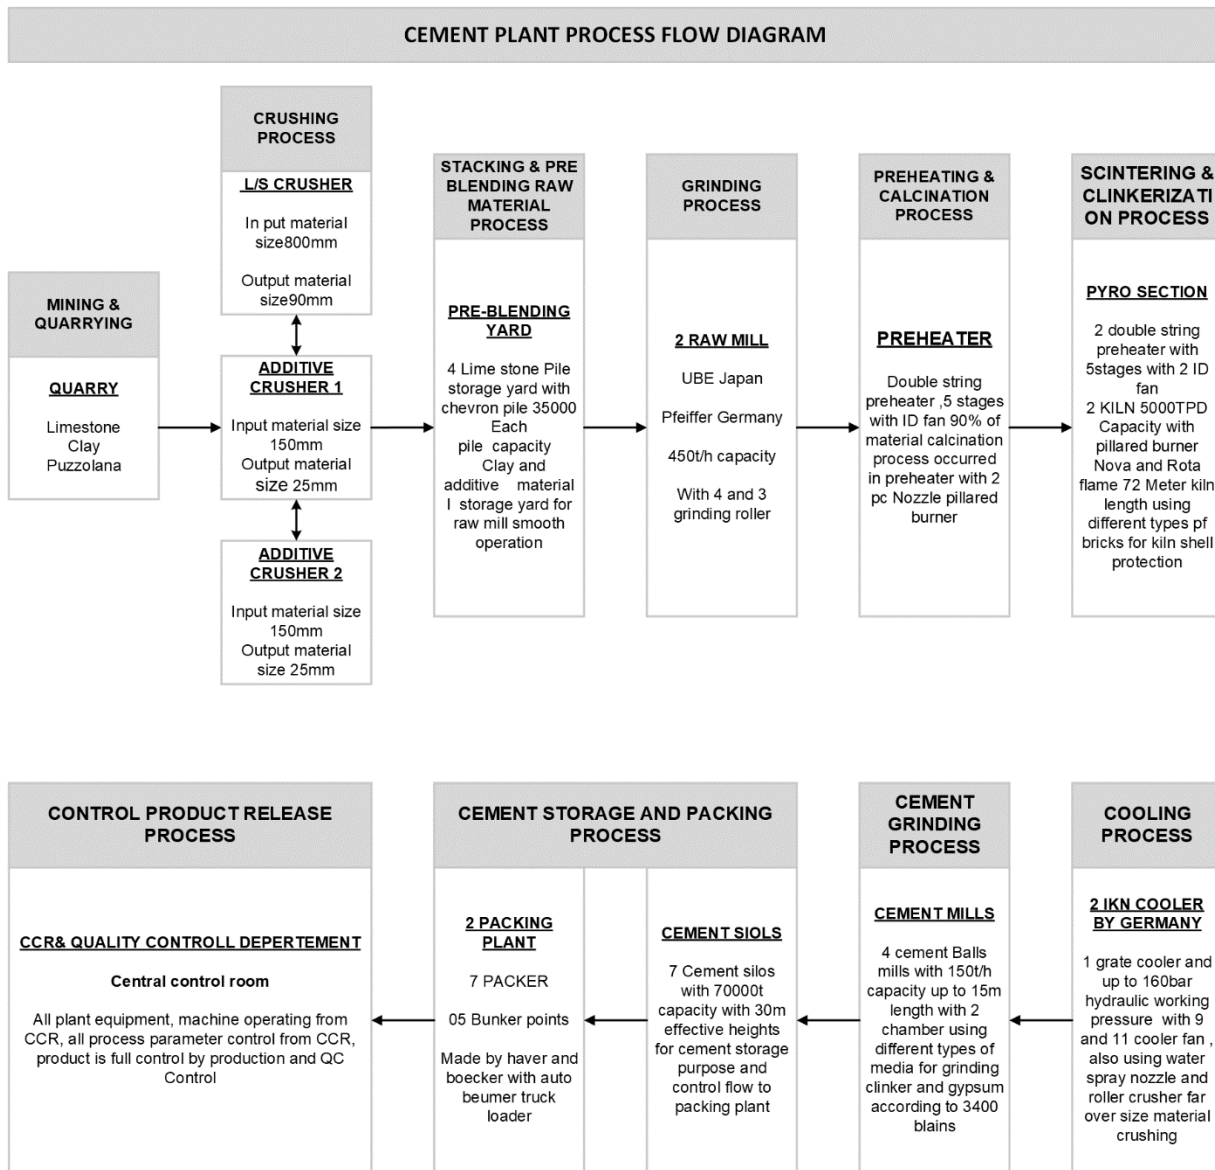 CEMENT PLANT PROCESS FLOW DIAGRAM
MINING &
QUARRYING
QUARRY
Limestone
Clay
Puzzolana
CRUSHING
PROCESS
L/S CRUSHER
In put material
size800mm
Output material
size90mm
ADDITIVE
CRUSHER 1
Input material size
150mm
Output material
size 25mm
ADDITIVE
CRUSHER 2
Input material size
150mm
Output material
size 25mm
STACKING & PRE
BLENDING RAW
MATERIAL
PROCESS
PRE-BLENDING
YARD
4 Lime stone Pile
storage yard with
chevron pile 35000
Each
pile capacity
Clay and
additive material
I storage yard for
raw mill smooth
operation
GRINDING
PROCESS
2 RAW MILL
UBE Japan
Pfeiffer Germany
450t/h capacity
With 4 and 3
grinding roller
PREHEATING &
CALCINATION
PROCESS
PREHEATER
Double string
preheater ,5 stages
with ID fan 90% of
material calcination
process occurred
in preheater with 2
pc Nozzle pillared
burner
SCINTERING &
CLINKERIZATI
ON PROCESS
PYRO SECTION
2 double string
preheater with
5stages with 2 ID
fan
2 KILN 5000TPD
Capacity with
pillared burner
Nova and Rota
flame 72 Meter kiln
length using
different types pf
bricks for kiln shell
protection
COOLING
PROCESS
2 IKN COOLER
BY GERMANY
1 grate cooler and
up to 160bar
hydraulic working
pressure with 9
and 11 cooler fan ,
also using water
spray nozzle and
roller crusher far
over size material
crushing
CEMENT
GRINDING
PROCESS
CEMENT MILLS
4 cement Balls
mills with 150t/h
capacity up to 15m
length with 2
chamber using
different types of
media for grinding
clinker and gypsum
according to 3400
blains
CEMENT STORAGE AND PACKING
PROCESS
CEMENT SIOLS
7 Cement silos
with 70000t
capacity with 30m
effective heights
for cement storage
purpose and
control flow to
packing plant
2 PACKING
PLANT
7 PACKER
05 Bunker points
Made by haver and
boecker with auto
beumer truck
loader
CONTROL PRODUCT RELEASE
PROCESS
CCR& QUALITY CONTROLL DEPERTEMENT
Central control room
All plant equipment, machine operating from
CCR, all process parameter control from CCR,
product is full control by production and QC
Control